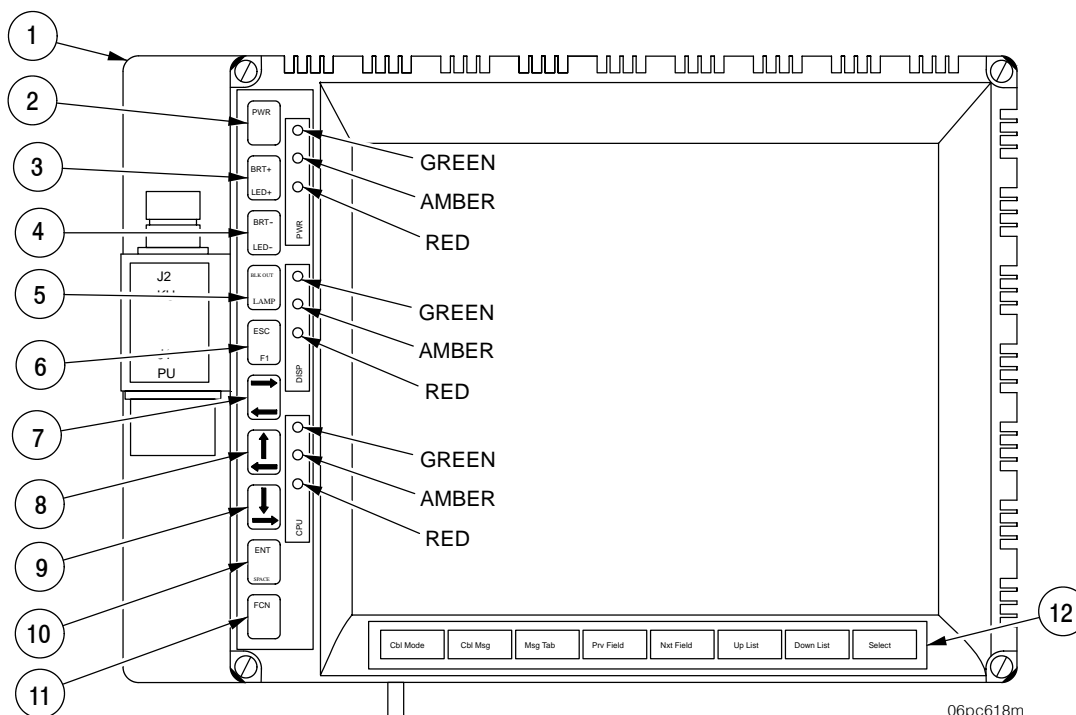 1
2
PWR
GREEN
3
BRT+
LED+
AMBER
4
BRT-
LED-
PWR
RED
J2
5
BLK OUT
LAMP
GREEN
6
ESC
F1
AMBER
PU
DISP
RED
7
8
GREEN
AMBER
9
CPU
RED
10
ENT
SPACE
11
FCN
12
Cbl Mode Cbl Msg Msg Tab Prv Field Nxt Field Up List Down List Select
06pc618m